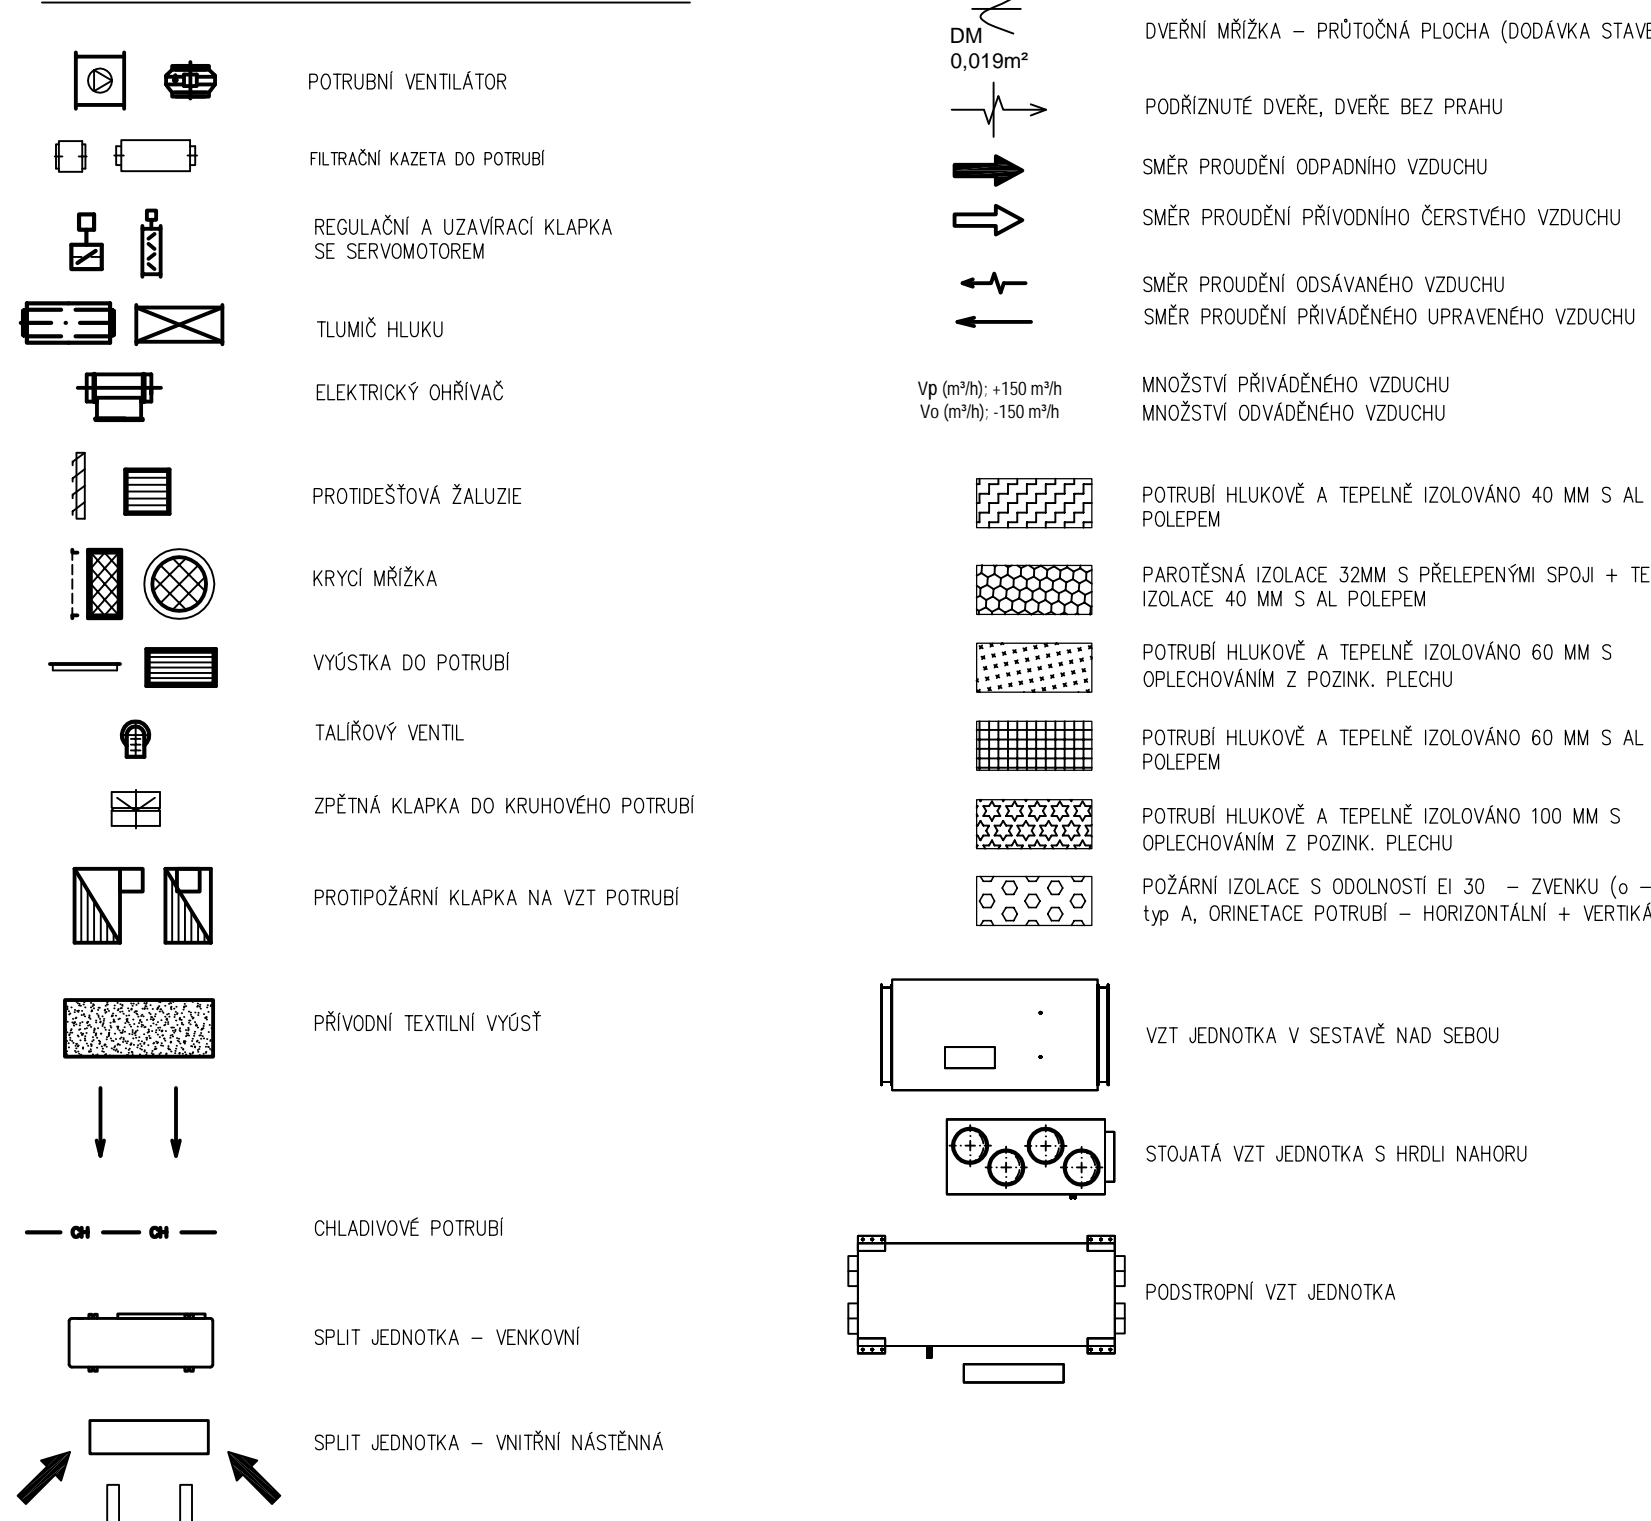 POTRUBNÍ VENTILÁTOR
FILTRAČNÍ KAZETA DO POTRUBÍ
REGULAČNÍ A UZAVÍRACÍ KLAPKA
SE SERVOMOTOREM
TLUMIČ HLUKU
ELEKTRICKÝ OHŘÍVAČ
PROTIDEŠŤOVÁ ŽALUZIE
KRYCÍ MŘÍŽKA
VYÚSTKA DO POTRUBÍ
TALÍŘOVÝ VENTIL
ZPĚTNÁ KLAPKA DO KRUHOVÉHO POTRUBÍ
PROTIPOŽÁRNÍ KLAPKA NA VZT POTRUBÍ
PŘÍVODNÍ TEXTILNÍ VYÚSŤ
CH CH CHLADIVOVÉ POTRUBÍ
SPLIT JEDNOTKA – VENKOVNÍ
SPLIT JEDNOTKA – VNITŘNÍ NÁSTĚNNÁ
DM
0,019m²
DVEŘNÍ MŘÍŽKA – PRŮTOČNÁ PLOCHA (DODÁVKA
PODŘÍZNUTÉ DVEŘE, DVEŘE BEZ PRAHU
SMĚR PROUDĚNÍ ODPADNÍHO VZDUCHU
SMĚR PROUDĚNÍ PŘÍVODNÍHO ČERSTVÉHO VZDUCHU
SMĚR PROUDĚNÍ ODSÁVANÉHO VZDUCHU
SMĚR PROUDĚNÍ PŘIVÁDĚNÉHO UPRAVENÉHO VZDUCHU
Vp (m³/h); +150 m³/h MNOŽSTVÍ PŘIVÁDĚNÉHO VZDUCHU
Vo (m³/h); -150 m³/h MNOŽSTVÍ ODVÁDĚNÉHO VZDUCHU
POTRUBÍ HLUKOVĚ A TEPELNĚ IZOLOVÁNO 40 MM S AL
POLEPEM
PAROTĚSNÁ IZOLACE 32MM S PŘELEPENÝMI SPOJI +
IZOLACE 40 MM S AL POLEPEM
POTRUBÍ HLUKOVĚ A TEPELNĚ IZOLOVÁNO 60 MM S
OPLECHOVÁNÍM Z POZINK. PLECHU
POTRUBÍ HLUKOVĚ A TEPELNĚ IZOLOVÁNO 60 MM S AL
POLEPEM
POTRUBÍ HLUKOVĚ A TEPELNĚ IZOLOVÁNO 100 MM S
OPLECHOVÁNÍM Z POZINK. PLECHU
POŽÁRNÍ IZOLACE S ODOLNOSTÍ EI 30 – ZVENKU (o –
typ A, ORINETACE POTRUBÍ – HORIZONTÁLNÍ +
VZT JEDNOTKA V SESTAVĚ NAD SEBOU
STOJATÁ VZT JEDNOTKA S HRDLI NAHORU
PODSTROPNÍ VZT JEDNOTKA